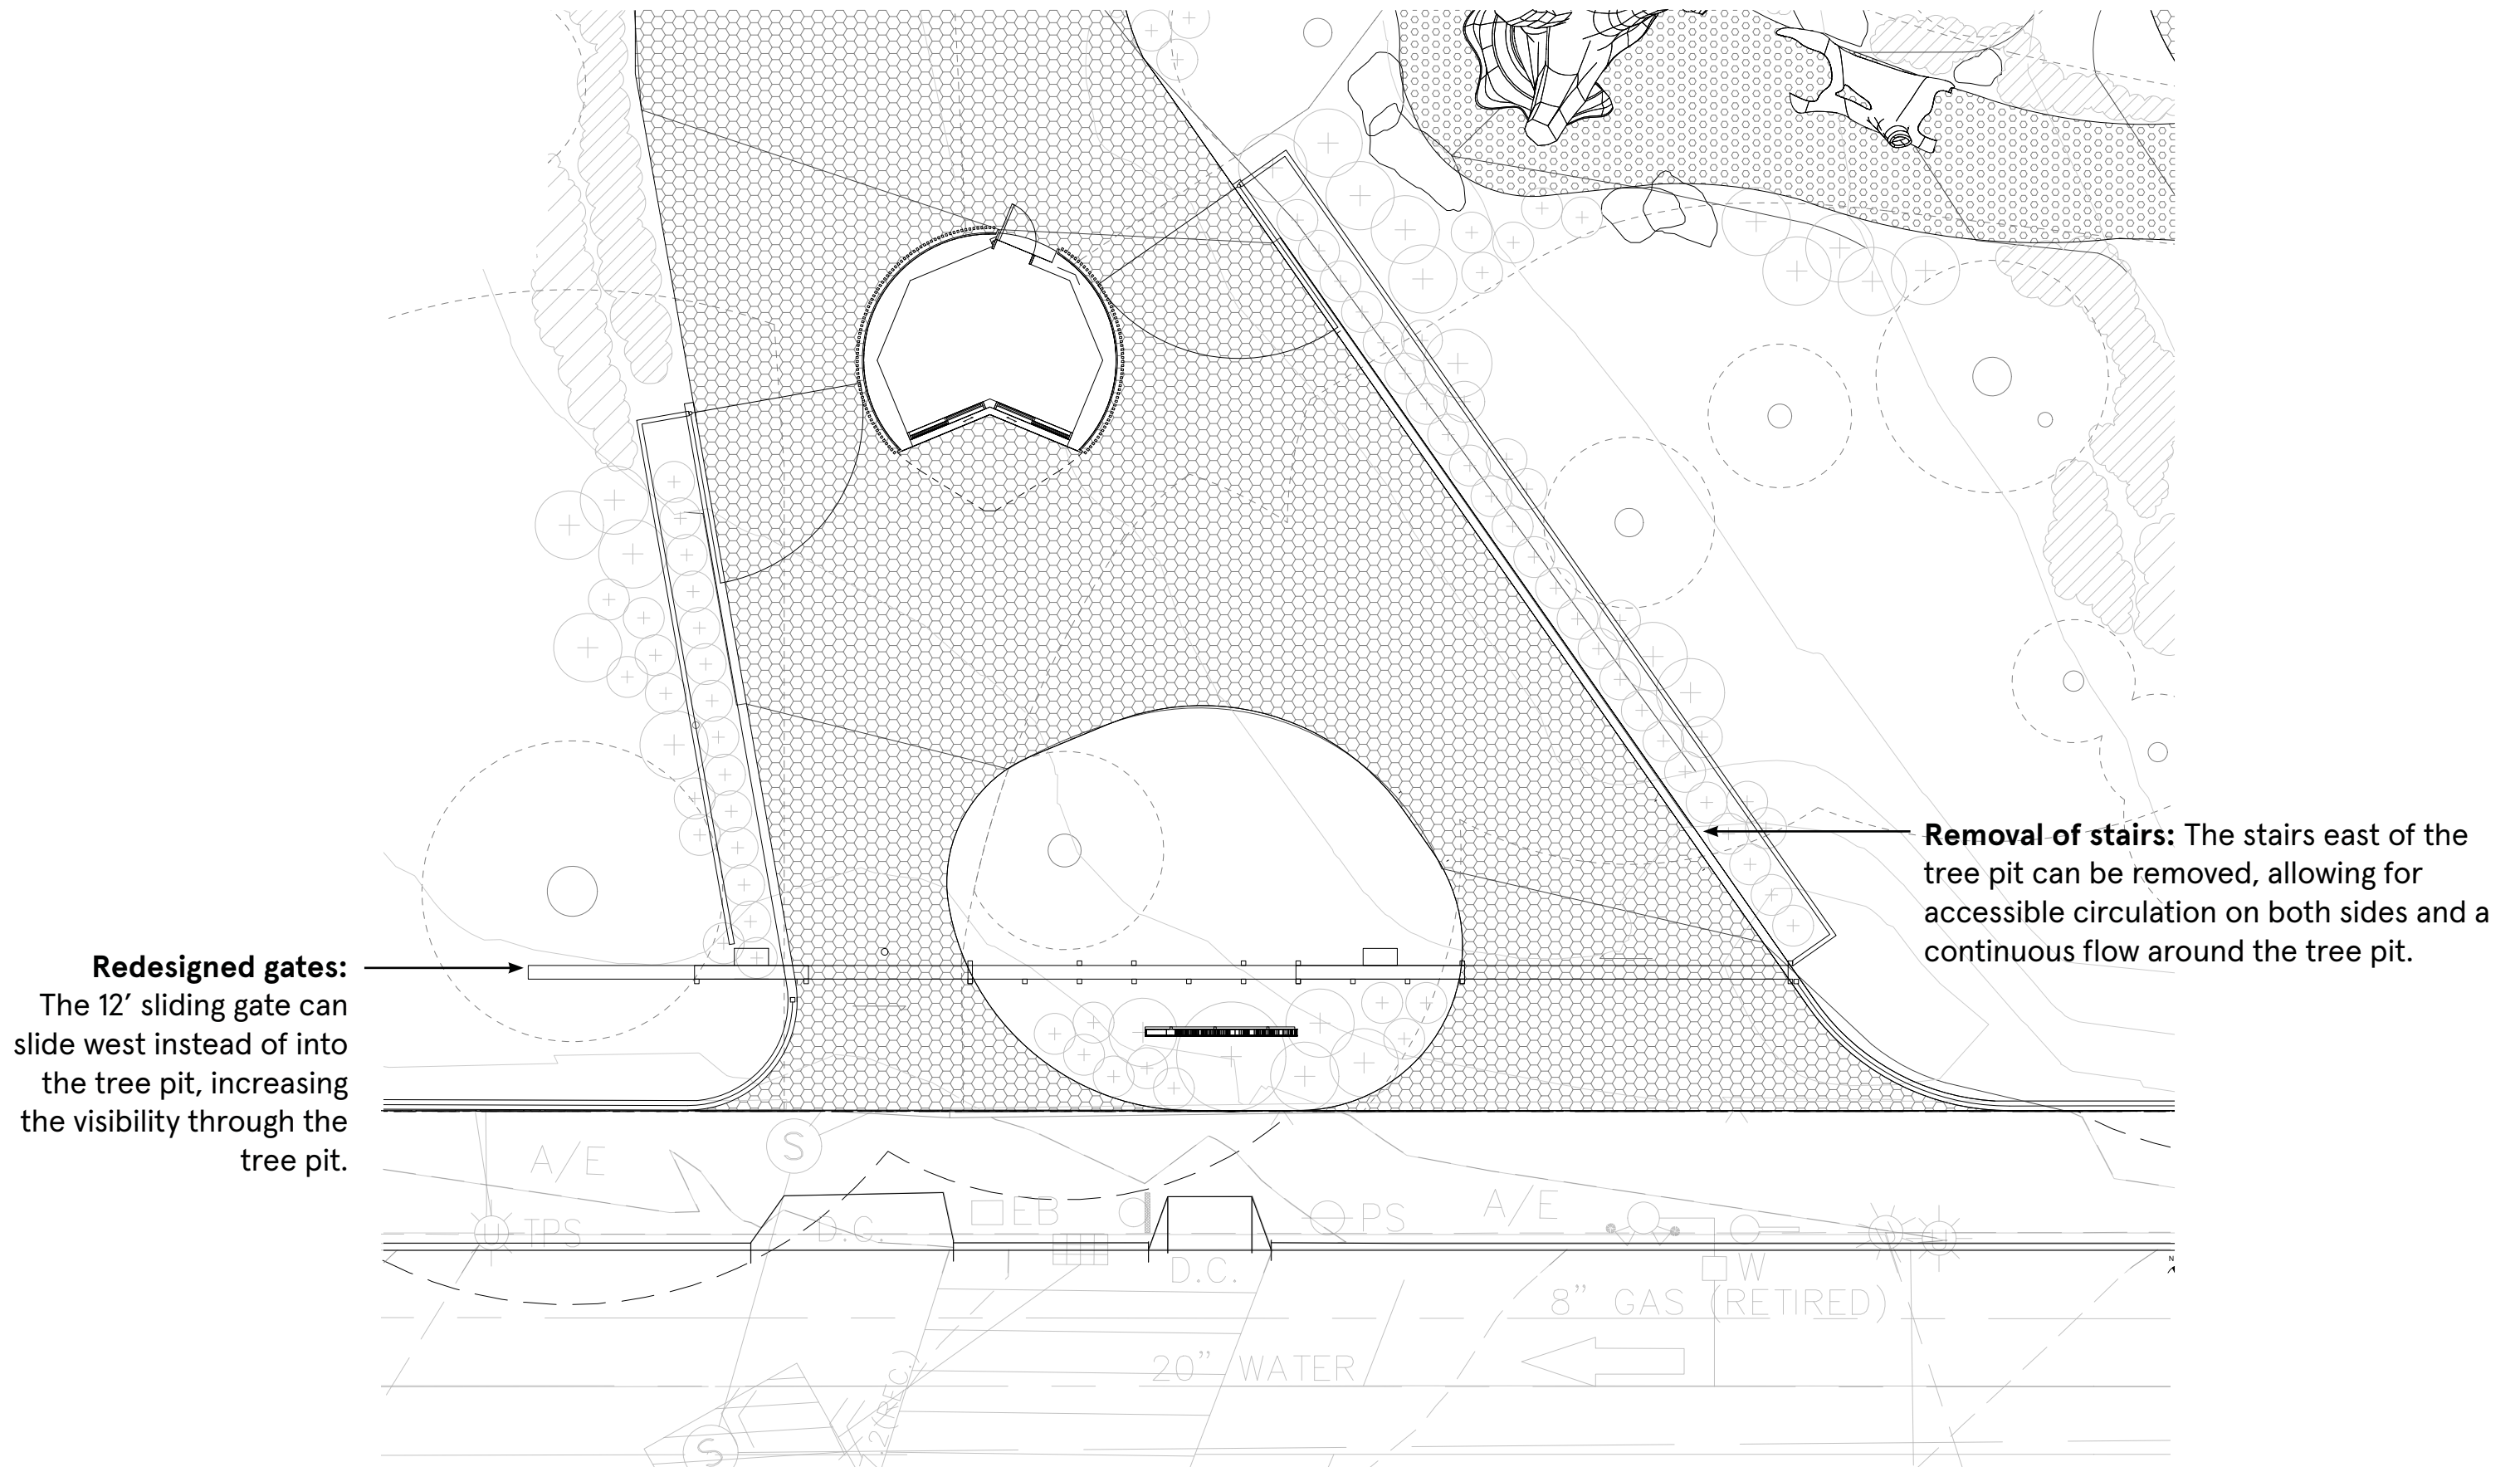 Removal of stairs: The stairs east of the
tree pit can be removed, allowing for
accessible circulation on both sides and a
continuous flow around the tree pit.
Redesigned gates:
The 12’ sliding gate can
slide west instead of into
the tree pit, increasing
the visibility through the
tree pit.
A/E
S
TPS
D.C.
EB
PS
A/E
D.C.
W
N
8” GAS (RETIRED)
20” WATER
S